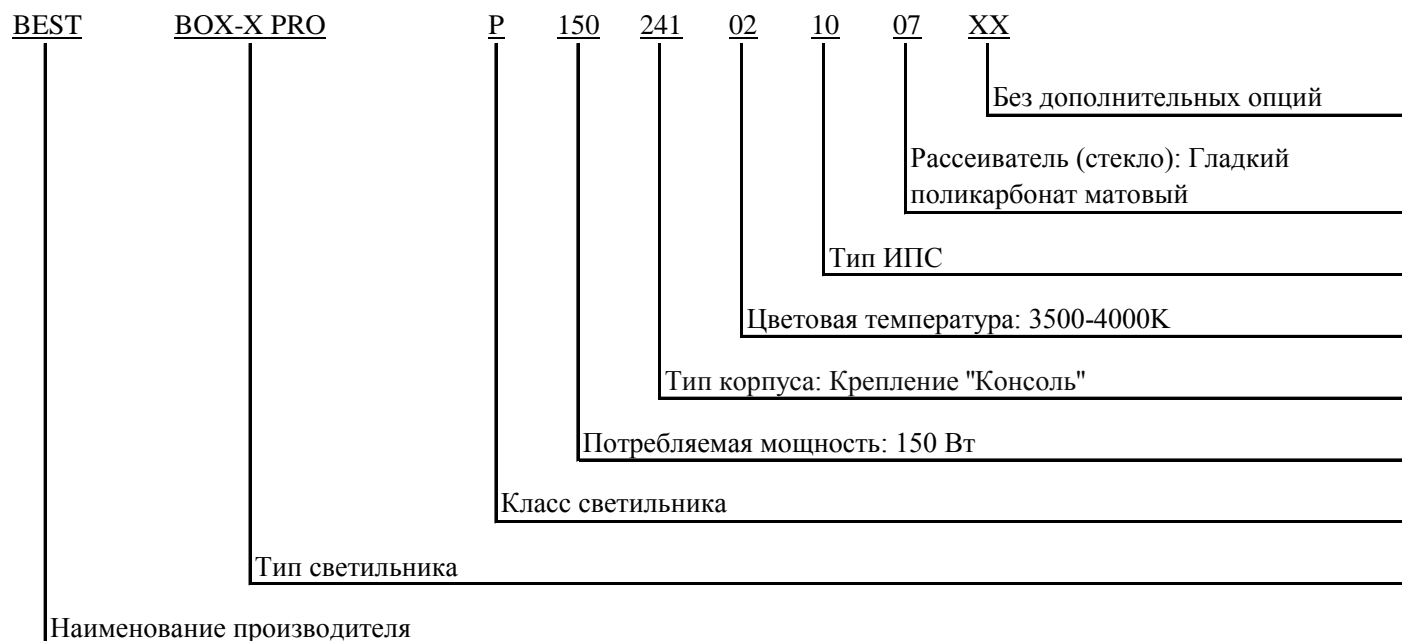 BEST BOX-X PRO P 150 241 02 10 07 XX
Без дополнительных опций
Рассеиватель (стекло): Гладкий
поликарбонат матовый
Тип ИПС
Цветовая температура: 3500-4000K
Тип корпуса: Крепление "Консоль"
Потребляемая мощность: 150 Вт
Класс светильника
Тип светильника
Наименование производителя